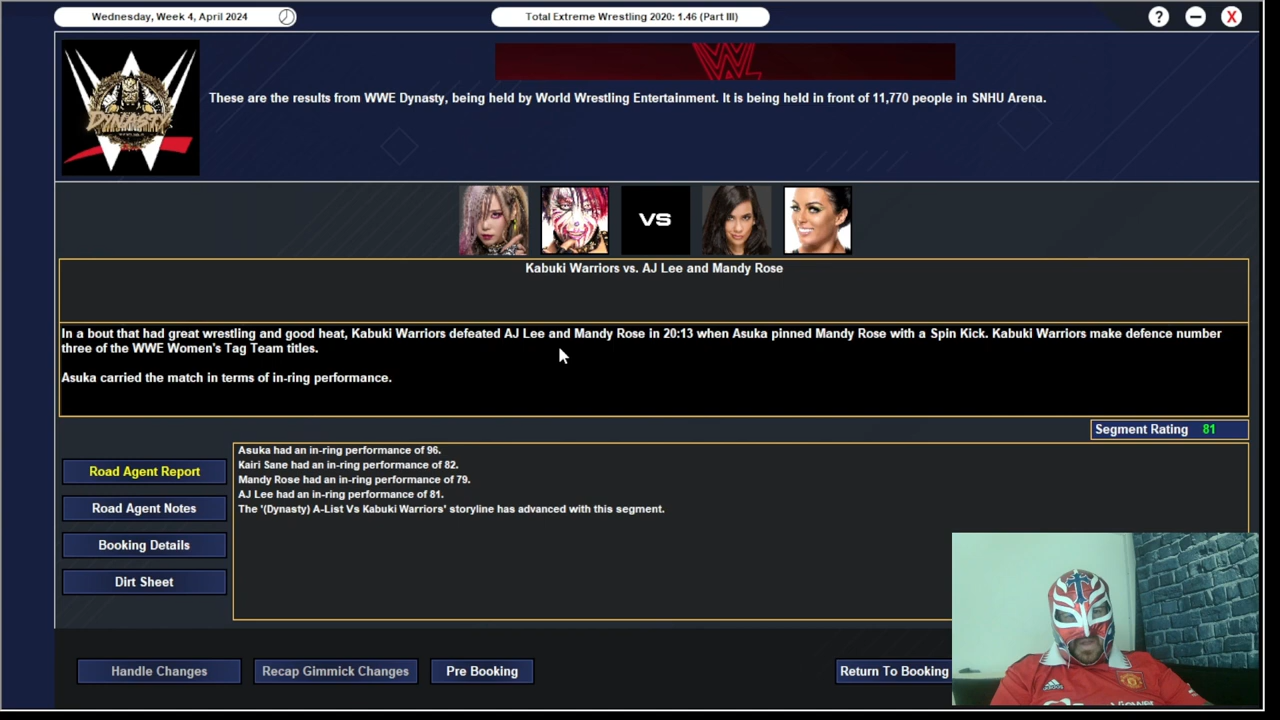 Wednesday, Week 4, April 2024
Total Extreme Wrestling 2020: 1.46 (Part III)
?
X
DYNASTY
These are the results from WWE Dynasty, being held by World Wrestling Entertainment. It is being held in front of 11,770 people in SNHU Arena.
VS
Kabuki Warriors vs. AJ Lee and Mandy Rose
In a bout that had great wrestling and good heat, Kabuki Warriors defeated AJ Lee and Mandy Rose in 20:13 when Asuka pinned Mandy Rose with a Spin Kick. Kabuki Warriors make defence number
three of the WWE Women's Tag Team titles.
Asuka carried the match in terms of in-ring performance.
Segment Rating 81
Road Agent Report
Road Agent Notes
Booking Details
Dirt Sheet
Asuka had an in-ring performance of 96.
Kairi Sane had an in-ring performance of 82.
Mandy Rose had an in-ring performance of 79.
AJ Lee had an in-ring performance of 81.
The '(Dynasty) A-List Vs Kabuki Warriors' storyline has advanced with this segment.
Handle Changes
Recap Gimmick Changes
Pre Booking
Return To Booking
adidas